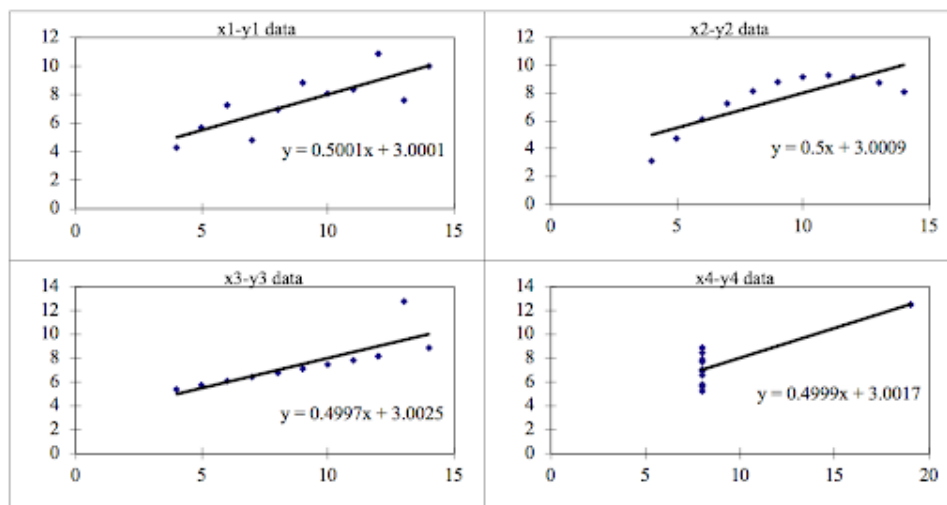 x1-y1 data
12
10
8
6
4
2
0
y = 0.5001x + 3.0001
0 5 10 15
x2-y2 data
12
10
8
6
4
2
0
y = 0.5x + 3.0009
0 5 10 15
x3-y3 data
14
12
10
8
6
4
2
0
y = 0.4997x + 3.0025
0 5 10 15
x4-y4 data
14
12
10
8
6
4
2
0
y = 0.4999x + 3.0017
0 5 10 15 20